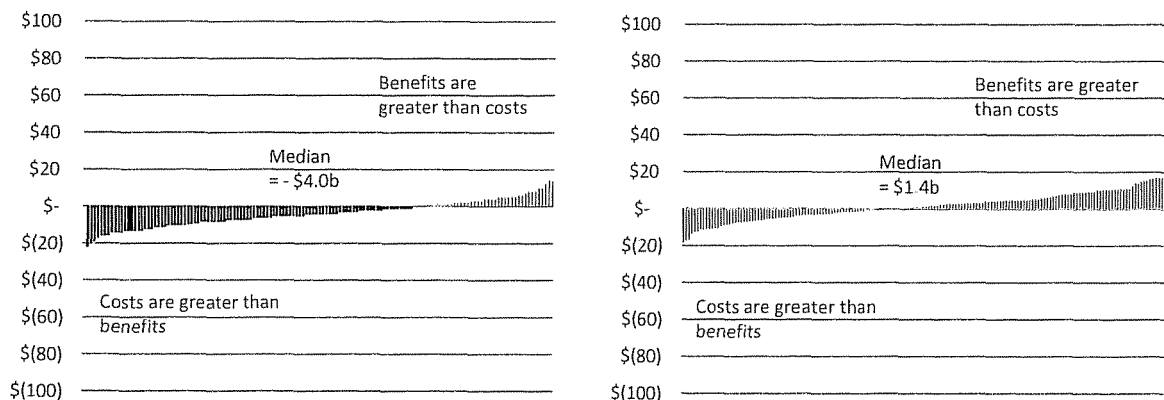 $100
$80
Benefits are
$60
greater than costs
$40
Median
$20
= - $4.0b
$-
$(20)
$(40)
Costs are greater than
$(60)
benefits
$(80)
$(100)
$100
$80
Benefits are greater
$60
than costs
$40
Median
$20
= $1.4b
$-
$(20)
$(40)
Costs are greater than
$(60)
benefits
$(80)
$(100)